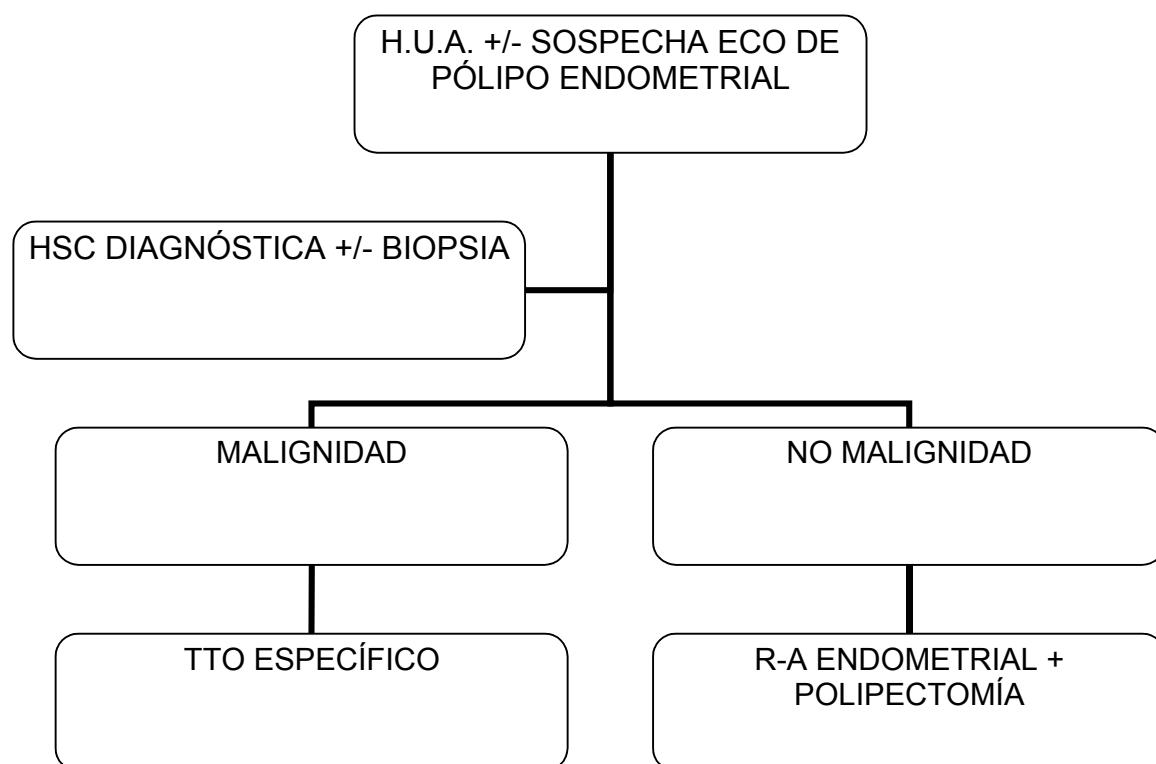 H.U.A. +/- SOSPECHA ECO DE
PÓLIPO ENDOMETRIAL
HSC DIAGNÓSTICA +/- BIOPSIA
MALIGNIDAD
NO MALIGNIDAD
TTO ESPECÍFICO
R-A ENDOMETRIAL +
POLIPECTOMÍA